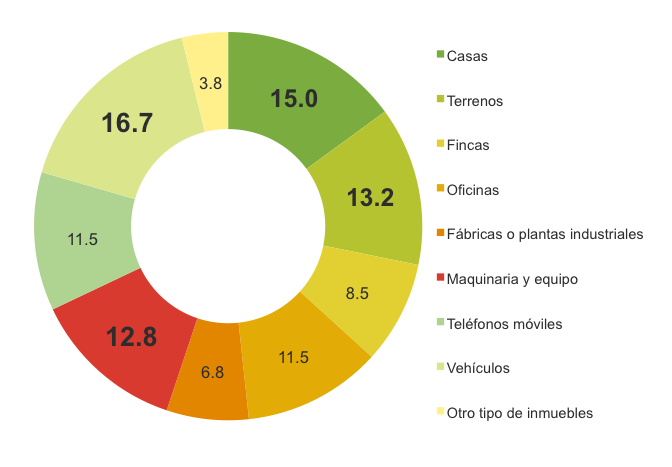 15.0
13.2
8.5
11.5
6.8
12.8
11.5
16.7
3.8
Casas
Terrenos
Fincas
Oficinas
Fábricas o plantas industriales
Maquinaria y equipo
Teléfonos móviles
Vehículos
Otro tipo de inmuebles